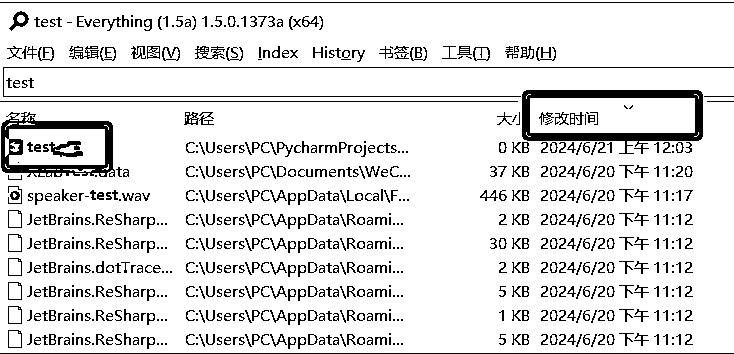 test - Everything (1.5a) 1.5.0.1373a (x64)
文件(F) 编辑(E) 视图(V) 搜索(S) Index History 书签(B) 工具(T) 帮助(H)
test
名称 路径 大小 修改时间
test C:\Users\PC\PycharmProjects... 0 KB 2024/6/21 上午 12:03
C:\Users\PC\Documents\WeC... 37 KB 2024/6/20 下午 11:20
speaker-test.wav C:\Users\PC\AppData\Local\F... 446 KB 2024/6/20 下午 11:17
JetBrains.ReSharp... C:\Users\PC\AppData\Roami... 2 KB 2024/6/20 下午 11:12
JetBrains.ReSharp... C:\Users\PC\AppData\Roami... 30 KB 2024/6/20 下午 11:12
JetBrains.dotTrace... C:\Users\PC\AppData\Roami... 2 KB 2024/6/20 下午 11:12
JetBrains.ReSharp... C:\Users\PC\AppData\Roami... 5 KB 2024/6/20 下午 11:12
JetBrains.ReSharp... C:\Users\PC\AppData\Roami... 1 KB 2024/6/20 下午 11:12
JetBrains.ReSharp... C:\Users\PC\AppData\Roami... 5 KB 2024/6/20 下午 11:12